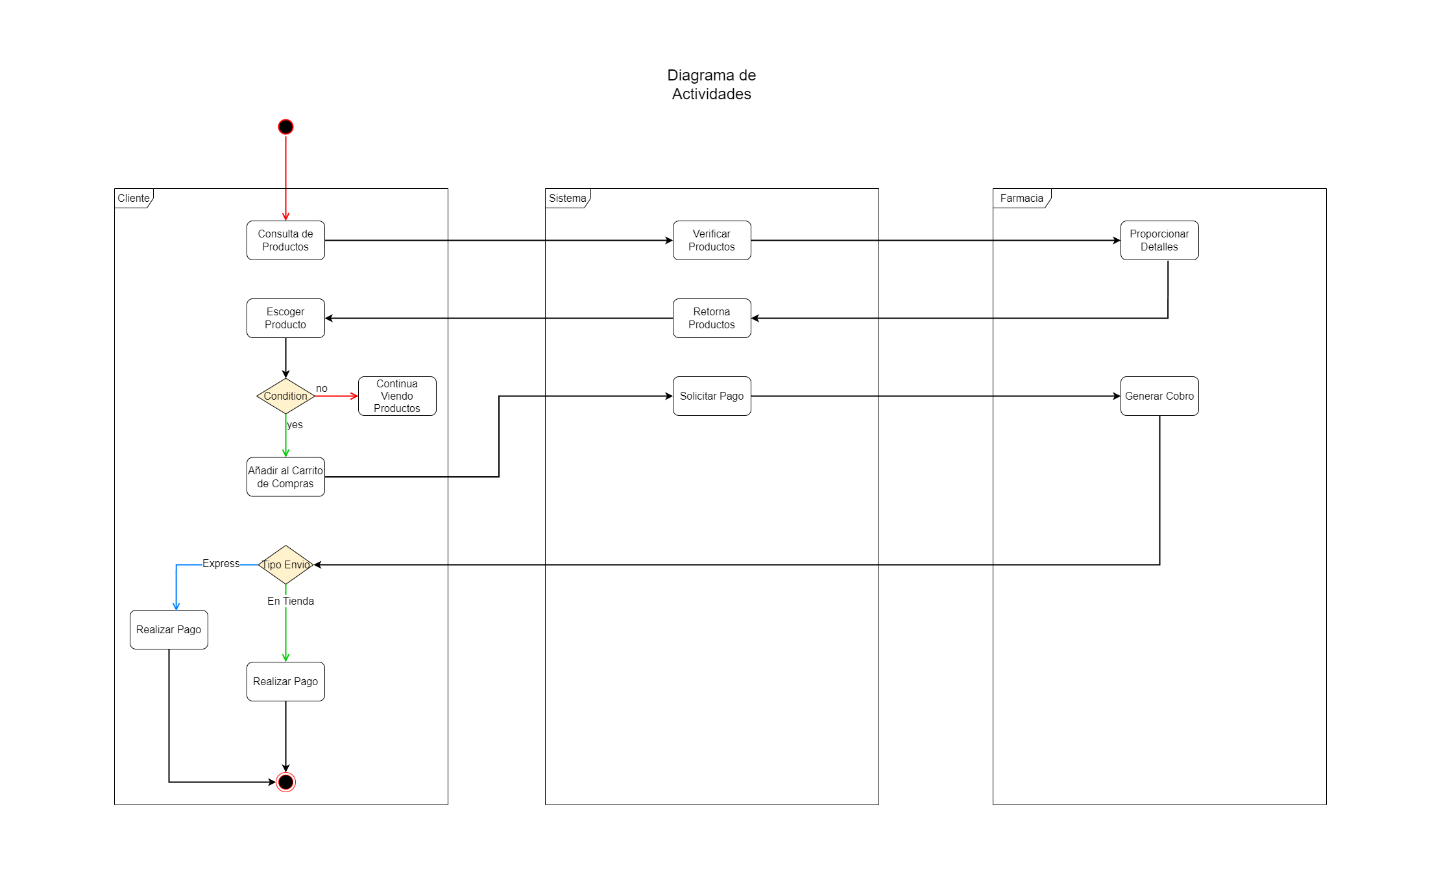 Diagrama de
Actividades
Cliente
Sistema
Farmacia
Consulta de
Productos
Verificar
Productos
Proporcionar
Detalles
Escoger
Producto
Retorna
Productos
Condition
no
Continua
Viendo
Productos
Solicitar Pago
Generar Cobro
yes
Añadir al Carrito
de Compras
Express
Tipo Envio
En Tienda
Realizar Pago
Realizar Pago